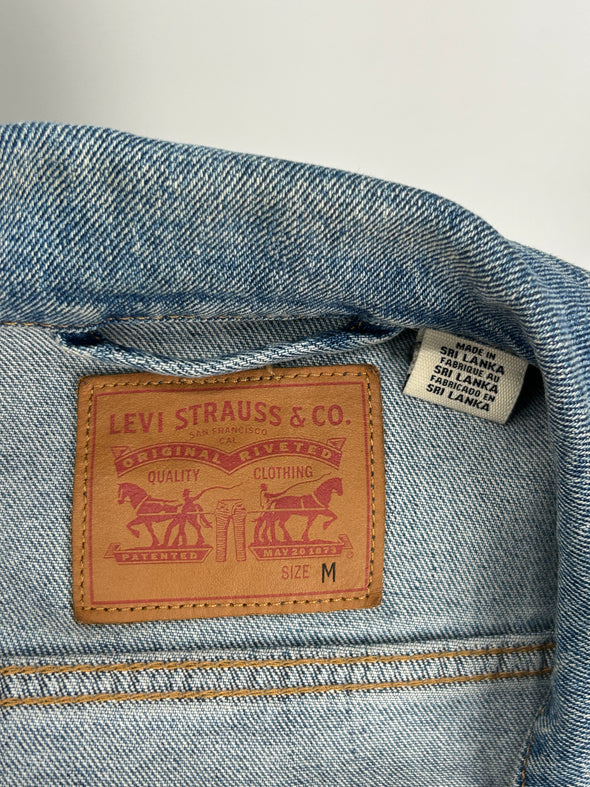 LEVI STRAUSS & CO.
SAN FRANCISCO
CAL
ORIGINAL RIVETED
QUALITY CLOTHING
PATENTED MAY 20 1873 ®
SIZE M
MADE IN
SRI LANKA
FABRIQUE AU
SRI LANKA
FABRICADO EN
SRI LANKA